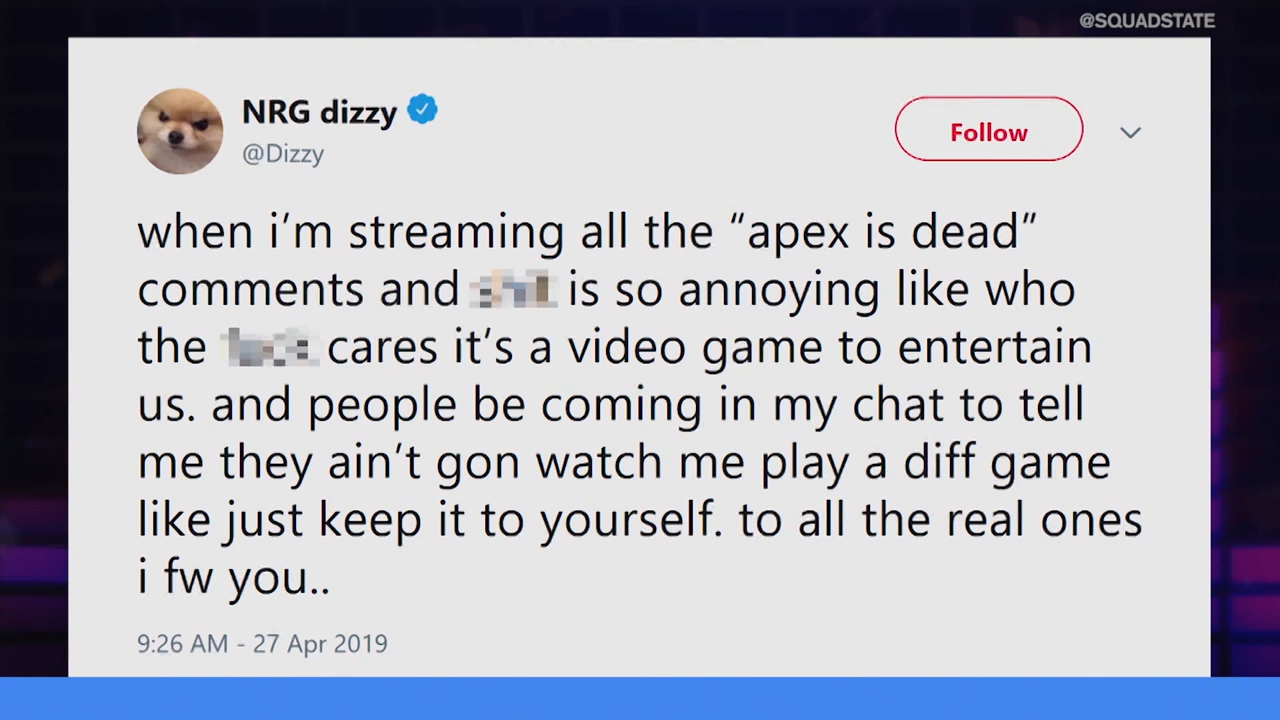 @SQUADSTATE
NRG dizzy
@Dizzy
Follow
when i’m streaming all the “apex is dead”
comments and is so annoying like who
the cares it’s a video game to entertain
us. and people be coming in my chat to tell
me they ain’t gon watch me play a diff game
like just keep it to yourself. to all the real ones
i fw you..
9:26 AM - 27 Apr 2019